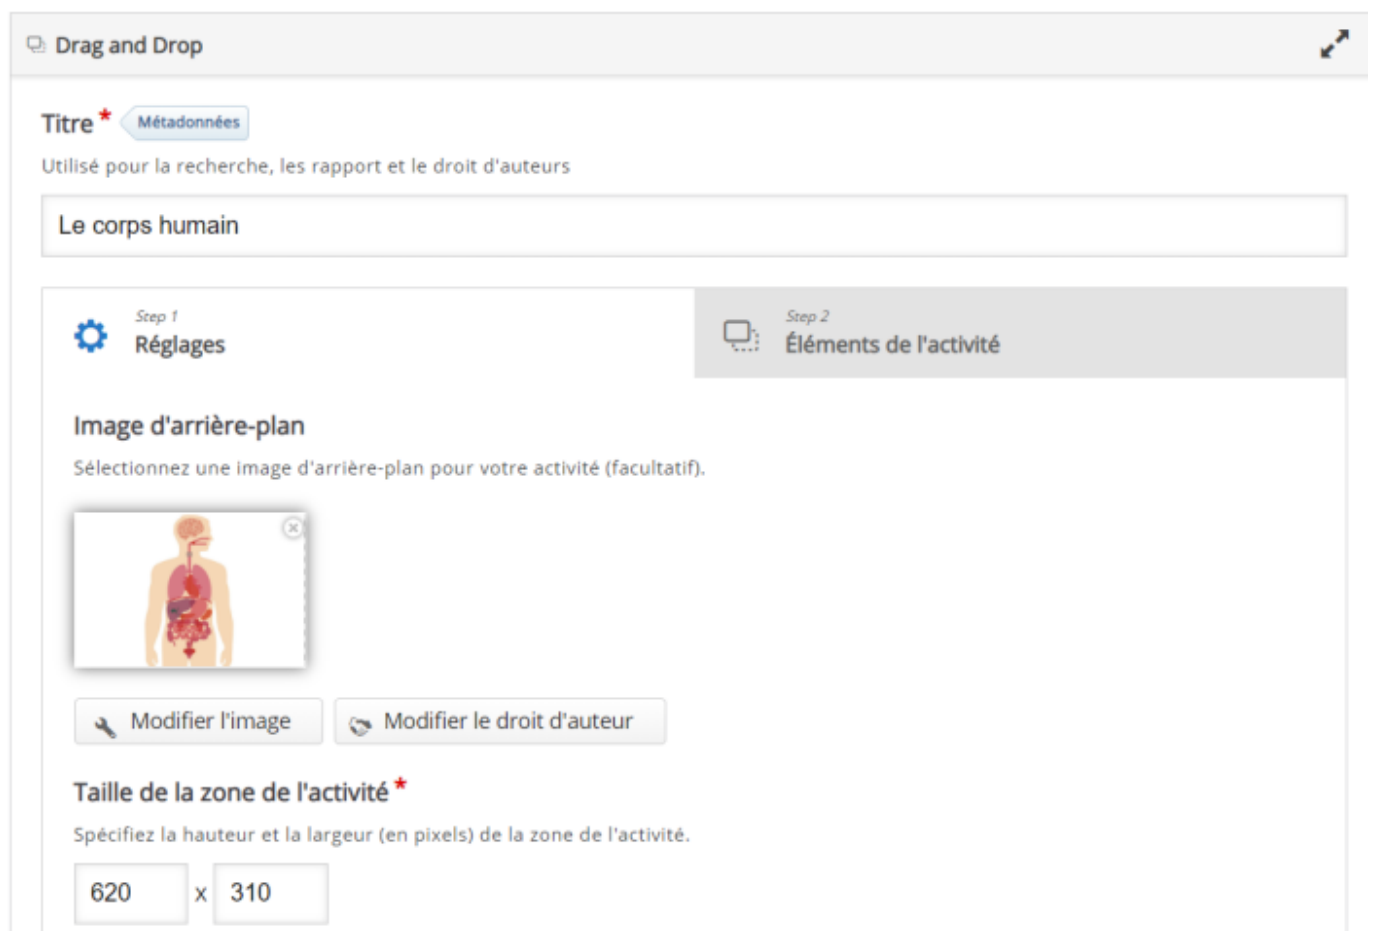 Drag and Drop
Titre * Métadonnées
Utilisé pour la recherche, les rapport et le droit d'auteurs
Le corps humain
Step 1
Réglages
Step 2
Éléments de l'activité
Image d'arrière-plan
Sélectionnez une image d'arrière-plan pour votre activité (facultatif).
Modifier l'image
Modifier le droit d'auteur
Taille de la zone de l'activité *
Spécifiez la hauteur et la largeur (en pixels) de la zone de l'activité.
620 x 310